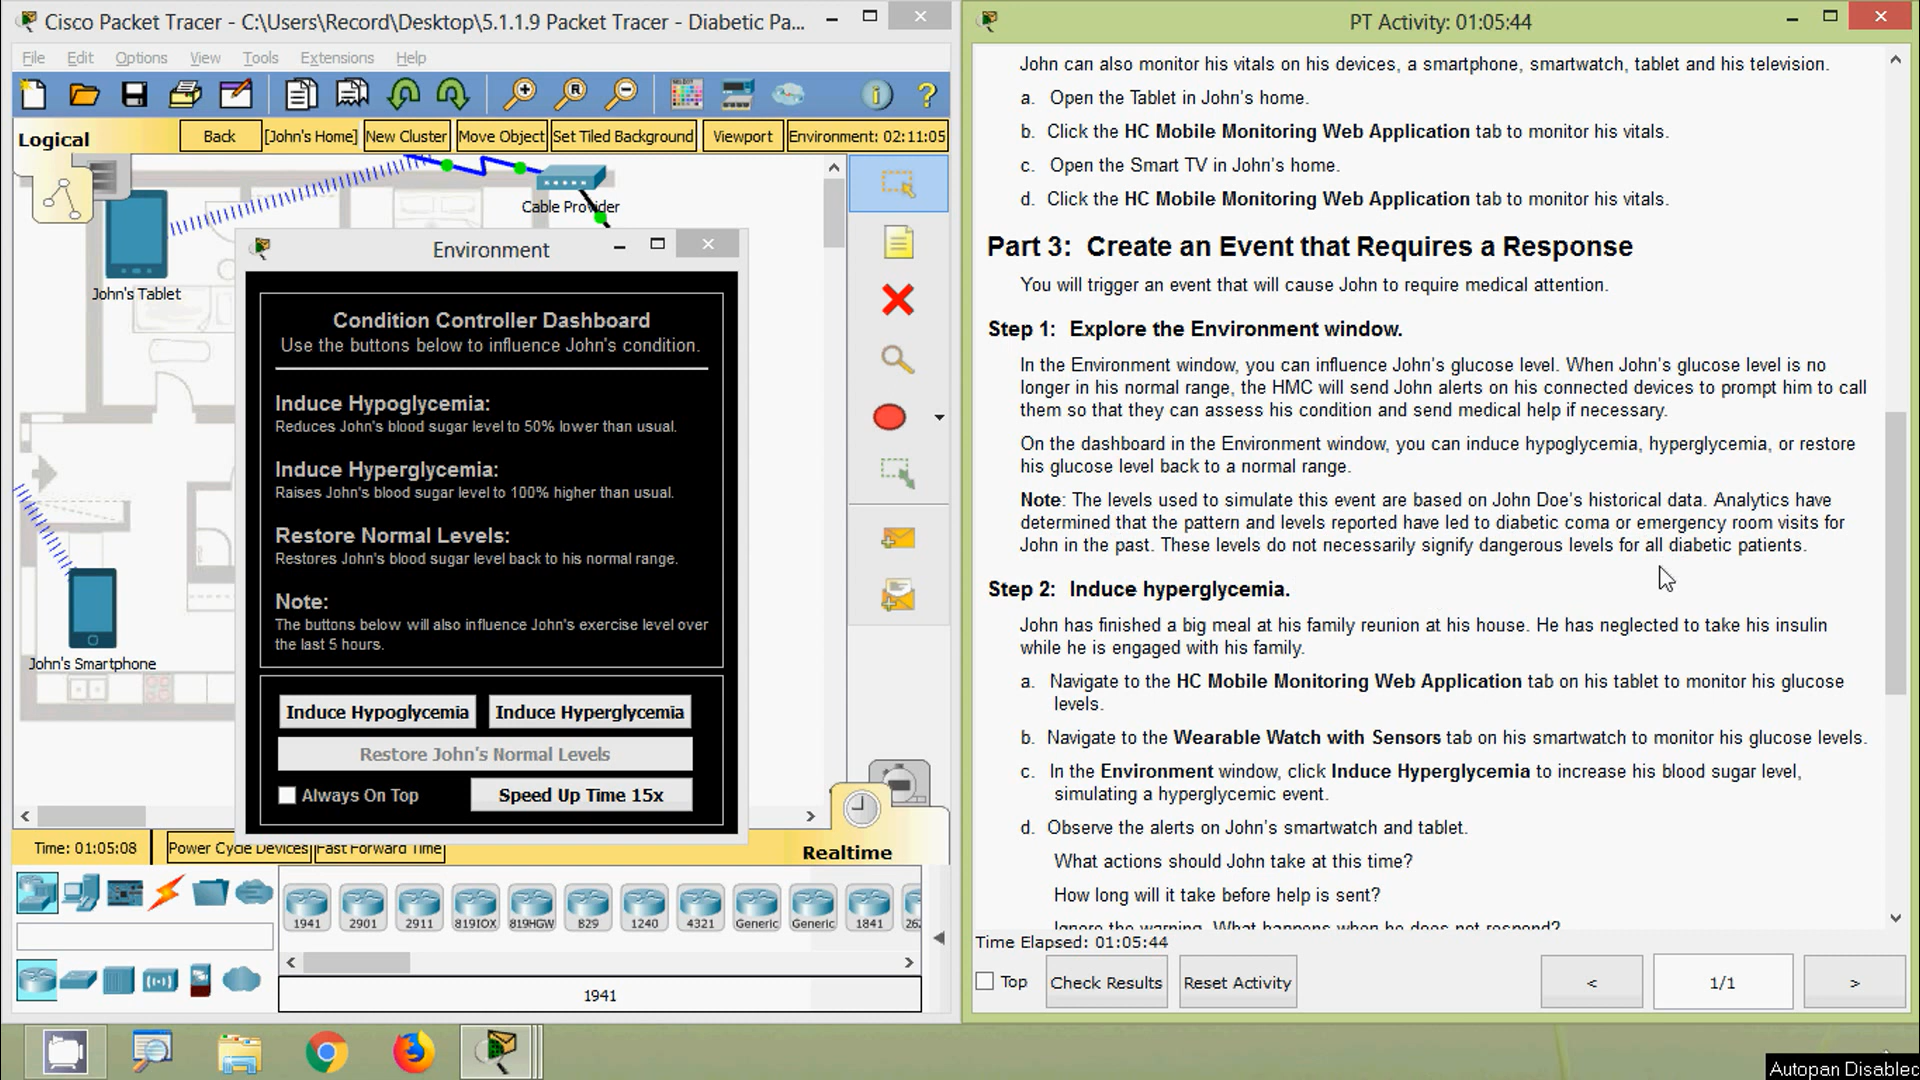 Cisco Packet Tracer - C:\Users\Record\Desktop\5.1.1.9 Packet Tracer - Diabetic Pa...
File Edit Options View Tools Extensions Help
Logical
Back
[John's Home]
New Cluster
Move Object
Set Tiled Background
Viewport
Environment: 02:11:05
Cable Provider
John's Tablet
John's Smartphone
Environment
Condition Controller Dashboard
Use the buttons below to influence John's condition.
Induce Hypoglycemia:
Reduces John's blood sugar level to 50% lower than usual.
Induce Hyperglycemia:
Raises John's blood sugar level to 100% higher than usual.
Restore Normal Levels:
Restores John's blood sugar level back to his normal range.
Note:
The buttons below will also influence John's exercise level over
the last 5 hours.
Induce Hypoglycemia
Induce Hyperglycemia
Restore John's Normal Levels
Always On Top
Speed Up Time 15x
Time: 01:05:08
Power Cycle Devices
Fast Forward Time
Realtime
1941 2901 2911 819IOX 819HGW 829 1240 4321 Generic Generic 1841
1941
PT Activity: 01:05:44
John can also monitor his vitals on his devices, a smartphone, smartwatch, tablet and his television.
a. Open the Tablet in John's home.
b. Click the HC Mobile Monitoring Web Application tab to monitor his vitals.
c. Open the Smart TV in John's home.
d. Click the HC Mobile Monitoring Web Application tab to monitor his vitals.
Part 3: Create an Event that Requires a Response
You will trigger an event that will cause John to require medical attention.
Step 1: Explore the Environment window.
In the Environment window, you can influence John's glucose level. When John's glucose level is no
longer in his normal range, the HMC will send John alerts on his connected devices to prompt him to call
them so that they can assess his condition and send medical help if necessary.
On the dashboard in the Environment window, you can induce hypoglycemia, hyperglycemia, or restore
his glucose level back to a normal range.
Note: The levels used to simulate this event are based on John Doe's historical data. Analytics have
determined that the pattern and levels reported have led to diabetic coma or emergency room visits for
John in the past. These levels do not necessarily signify dangerous levels for all diabetic patients.
Step 2: Induce hyperglycemia.
John has finished a big meal at his family reunion at his house. He has neglected to take his insulin
while he is engaged with his family.
a. Navigate to the HC Mobile Monitoring Web Application tab on his tablet to monitor his glucose
levels.
b. Navigate to the Wearable Watch with Sensors tab on his smartwatch to monitor his glucose levels.
c. In the Environment window, click Induce Hyperglycemia to increase his blood sugar level,
simulating a hyperglycemic event.
d. Observe the alerts on John's smartwatch and tablet.
What actions should John take at this time?
How long will it take before help is sent?
Ignore the warning. What happens when he does not respond?
Time Elapsed: 01:05:44
Top
Check Results
Reset Activity
<
1/1
>
Autopan Disabled